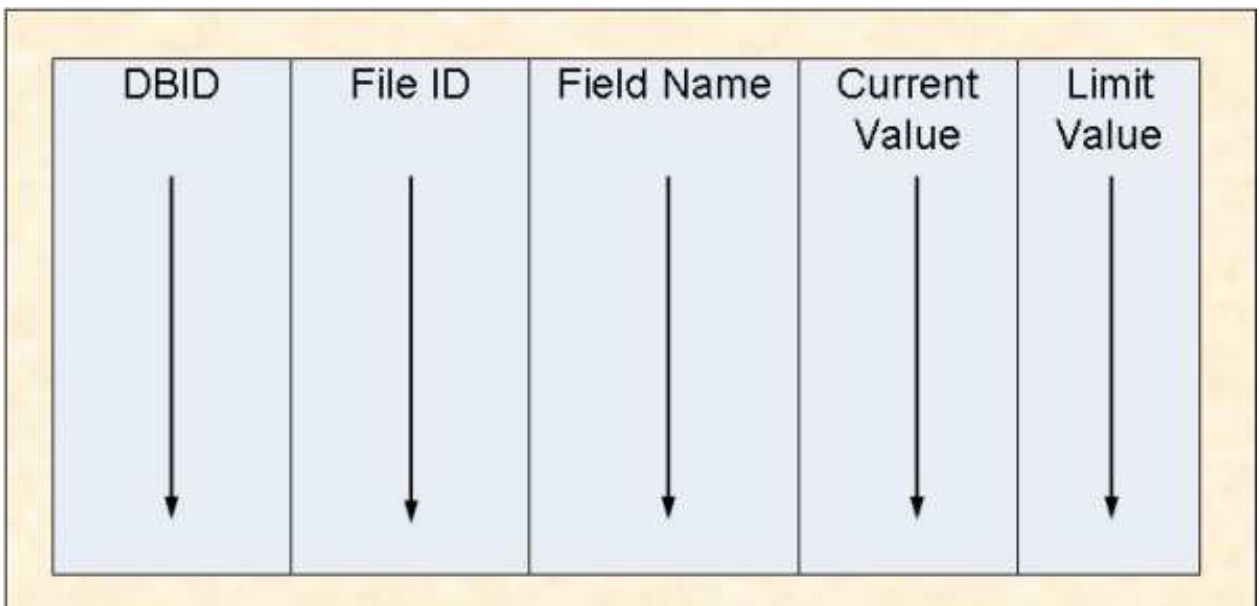 DBID
File ID
Field Name
Current
Value
Limit
Value